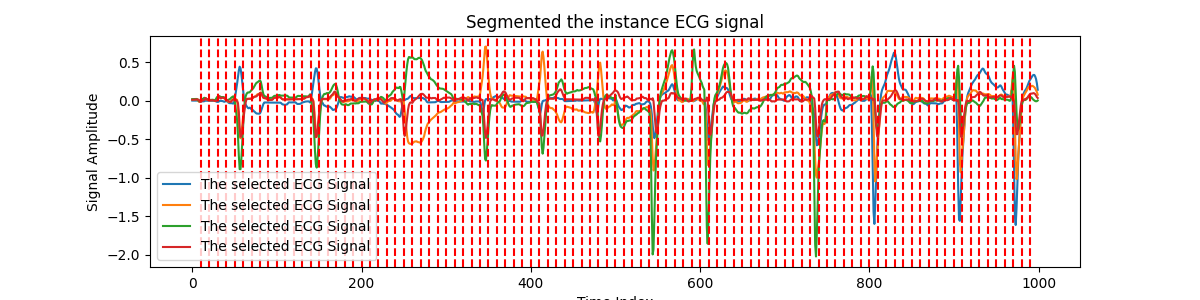 Segmented the instance ECG signal
Signal Amplitude
0.5
0.0
−0.5
−1.0
−1.5
−2.0
The selected ECG Signal
The selected ECG Signal
The selected ECG Signal
The selected ECG Signal
0 200 400 600 800 1000
Time Index